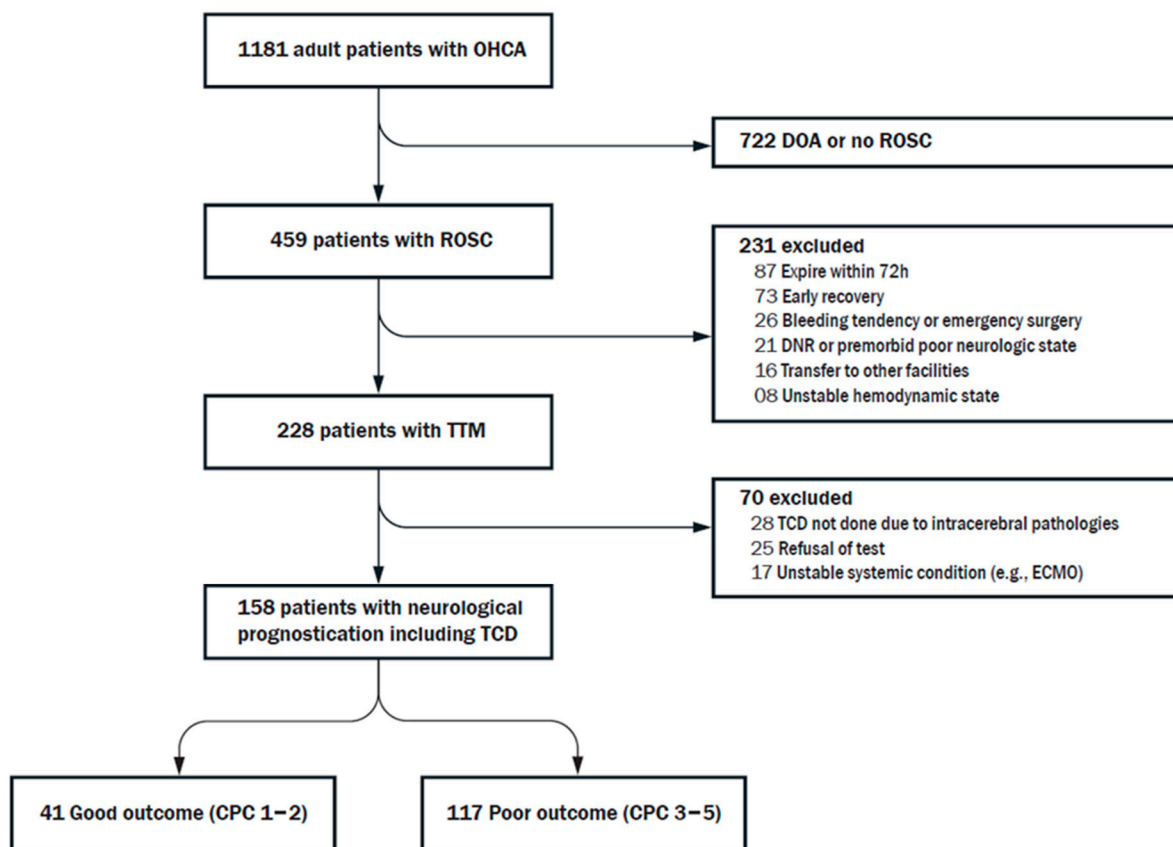 1181 adult patients with OHCA
722 DOA or no ROSC
459 patients with ROSC
231 excluded
87 Expire within 72h
73 Early recovery
26 Bleeding tendency or emergency surgery
21 DNR or premorbid poor neurologic state
16 Transfer to other facilities
08 Unstable hemodynamic state
228 patients with TTM
70 excluded
28 TCD not done due to intracerebral pathologies
25 Refusal of test
17 Unstable systemic condition (e.g., ECMO)
158 patients with neurological
prognostication including TCD
41 Good outcome (CPC 1–2)
117 Poor outcome (CPC 3–5)